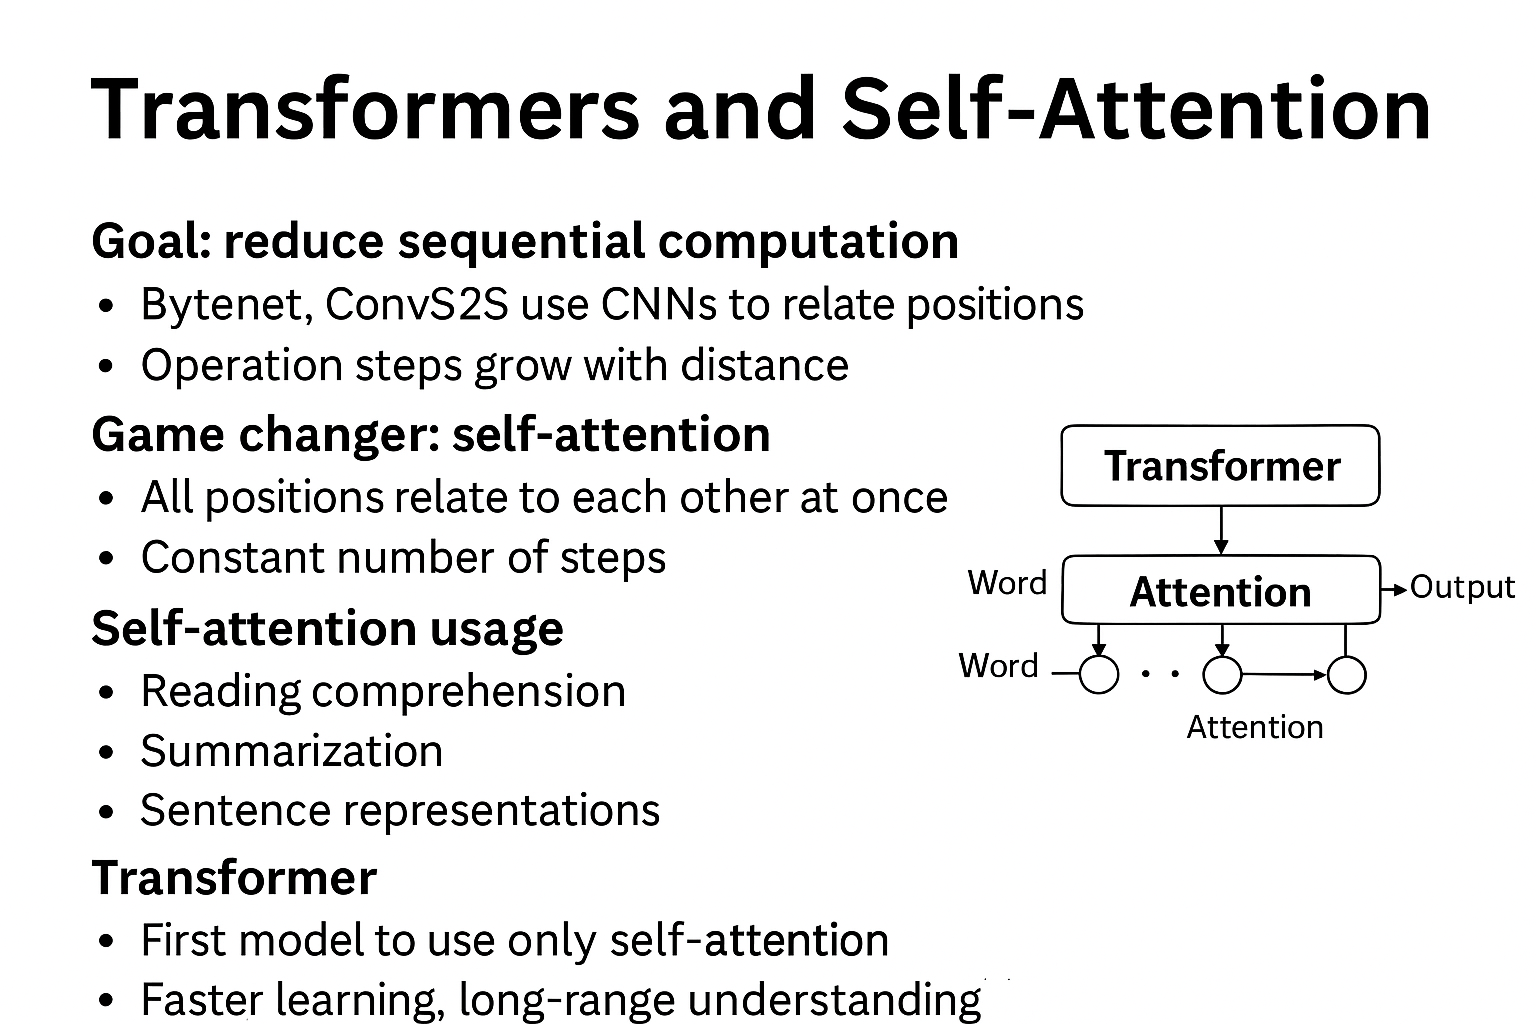 Transformers and Self-Attention
Goal: reduce sequential computation
• Bytenet, ConvS2S use CNNs to relate positions
• Operation steps grow with distance
Game changer: self-attention
• All positions relate to each other at once
• Constant number of steps
Self-attention usage
• Reading comprehension
• Summarization
• Sentence representations
Transformer
• First model to use only self-attention
• Faster learning, long-range understanding
Transformer
Word
Attention
Output
Word
Attention